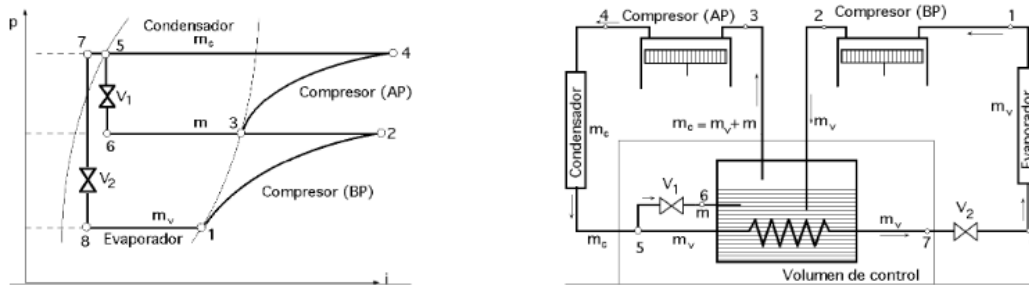 p
Condensador
7
5
m_c
4
V_1
Compresor (AP)
m
3
2
6
V_2
Compresor (BP)
m_v
8
Evaporador
1
i
4
Compresor (AP)
3
2
Compresor (BP)
1
Condensador
m_c
m_c = m_v + m
m_v
m_v
Evaporador
V_1
6
m
V_2
m_c
5
m_v
m_v
7
Volumen de control